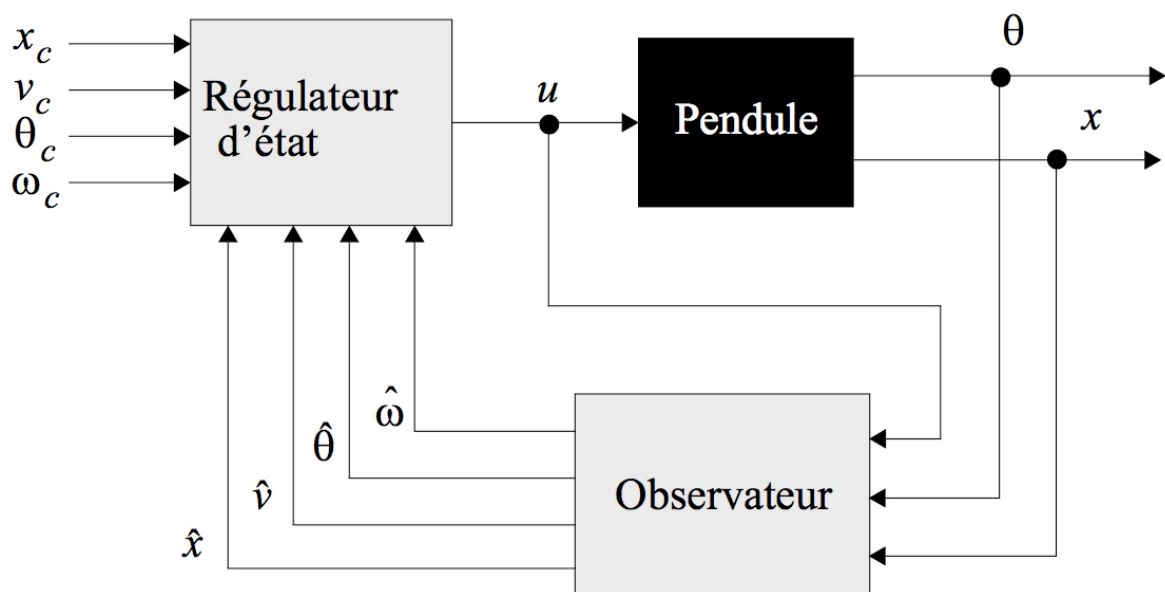 x_c
v_c
θ_c
ω_c
Régulateur
d’état
u
Pendule
θ
x
ω̂
θ̂
v̂
x̂
Observateur